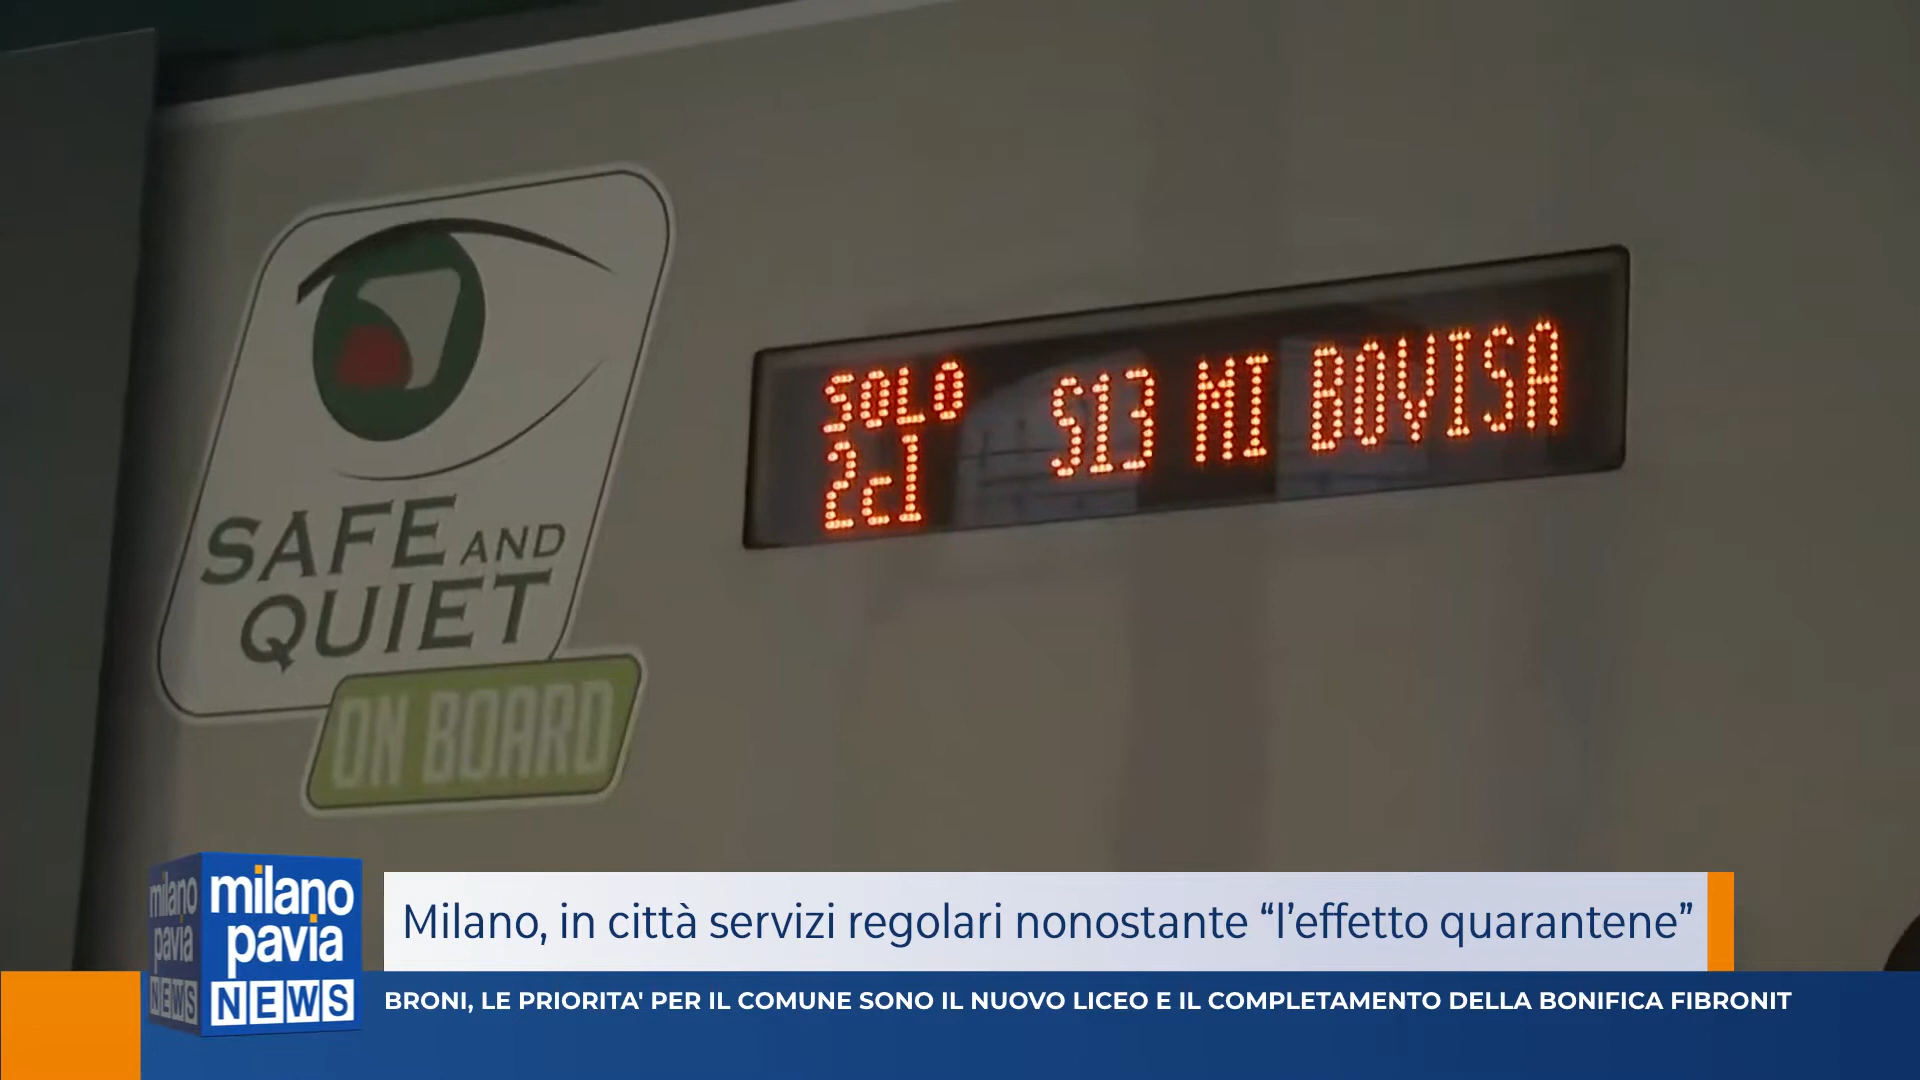 SAFE AND
QUIET
ON BOARD
SOLO
2cl
S13 MI BOVISA
milano
pavia
NEWS
milano
pavia
NEWS
Milano, in città servizi regolari nonostante “l’effetto quarantene”
BRONI, LE PRIORITA' PER IL COMUNE SONO IL NUOVO LICEO E IL COMPLETAMENTO DELLA BONIFICA FIBRONIT